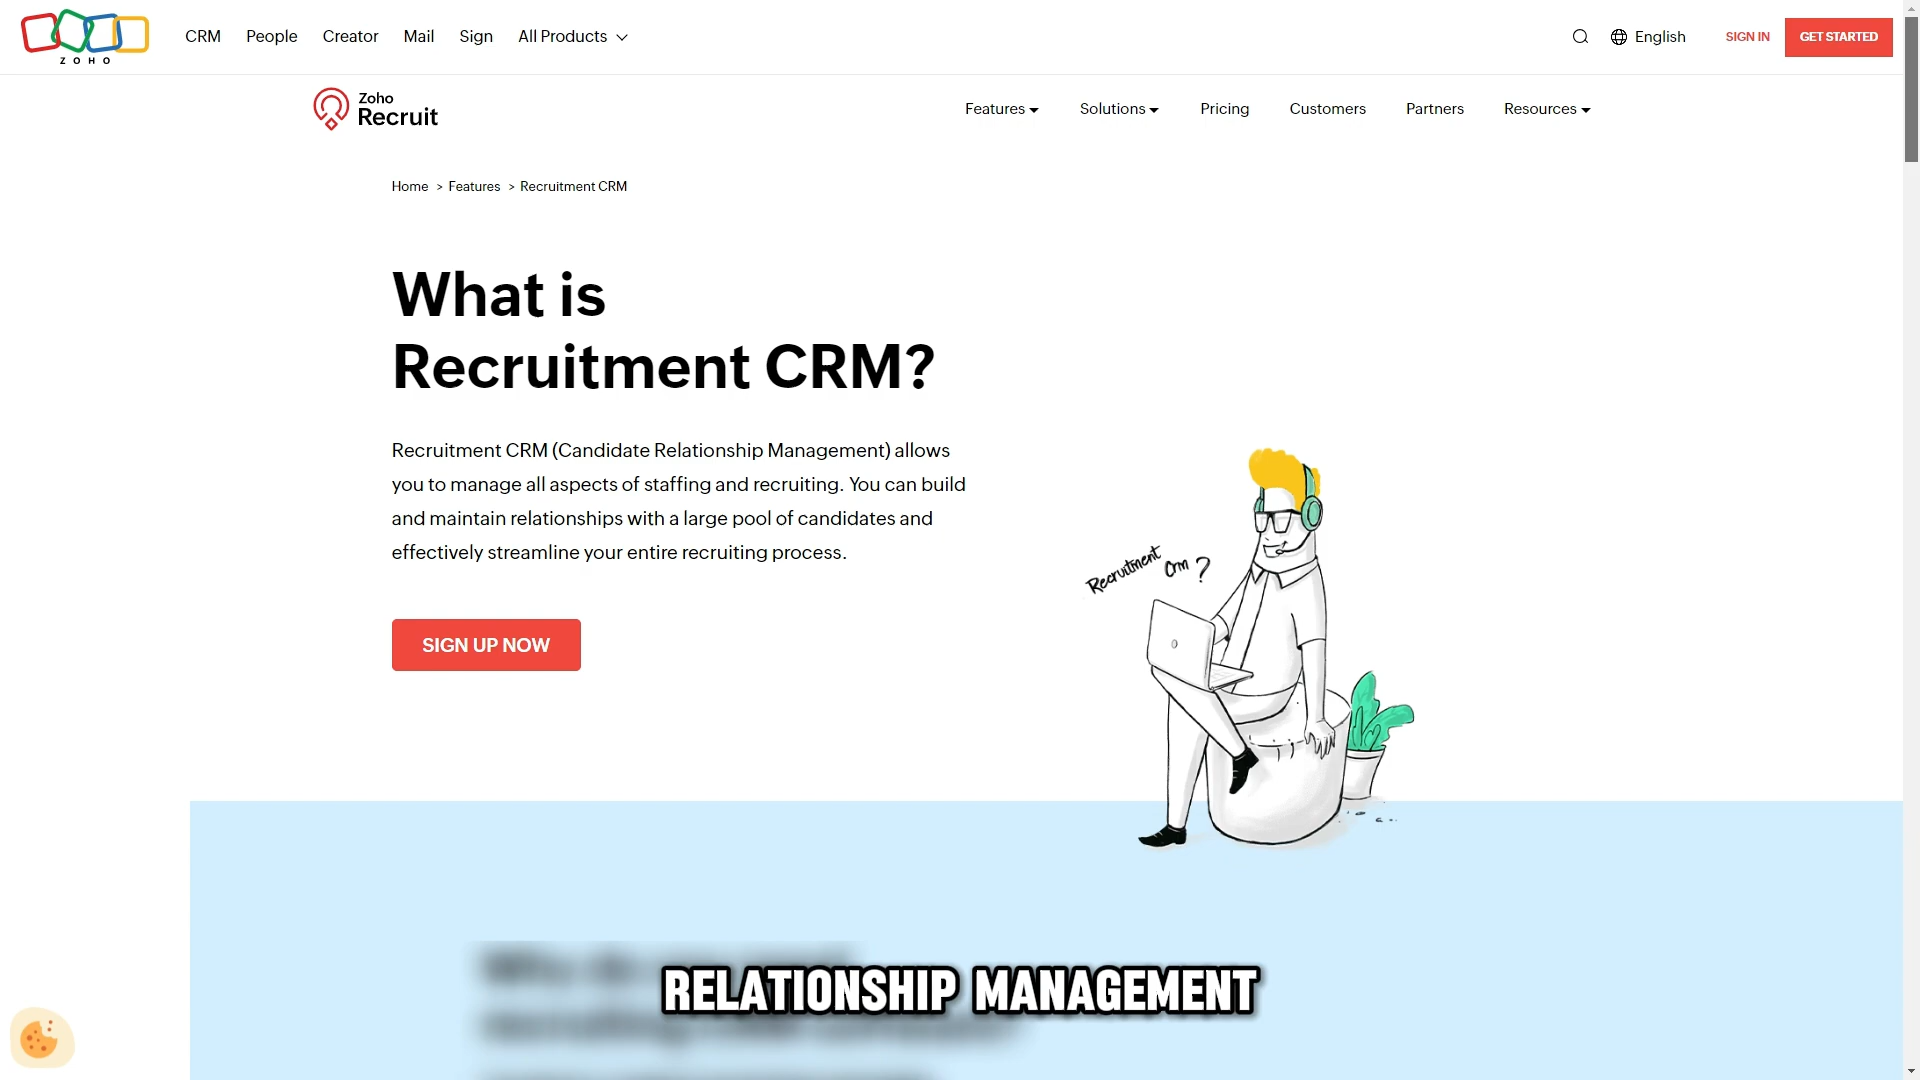 ZOHO
CRM People Creator Mail Sign All Products
English SIGN IN GET STARTED
Zoho
Recruit
Features Solutions Pricing Customers Partners Resources
Home > Features > Recruitment CRM
What is
Recruitment CRM?
Recruitment CRM (Candidate Relationship Management) allows
you to manage all aspects of staffing and recruiting. You can build
and maintain relationships with a large pool of candidates and
effectively streamline your entire recruiting process.
SIGN UP NOW
Recruitment Crm ?
RELATIONSHIP MANAGEMENT